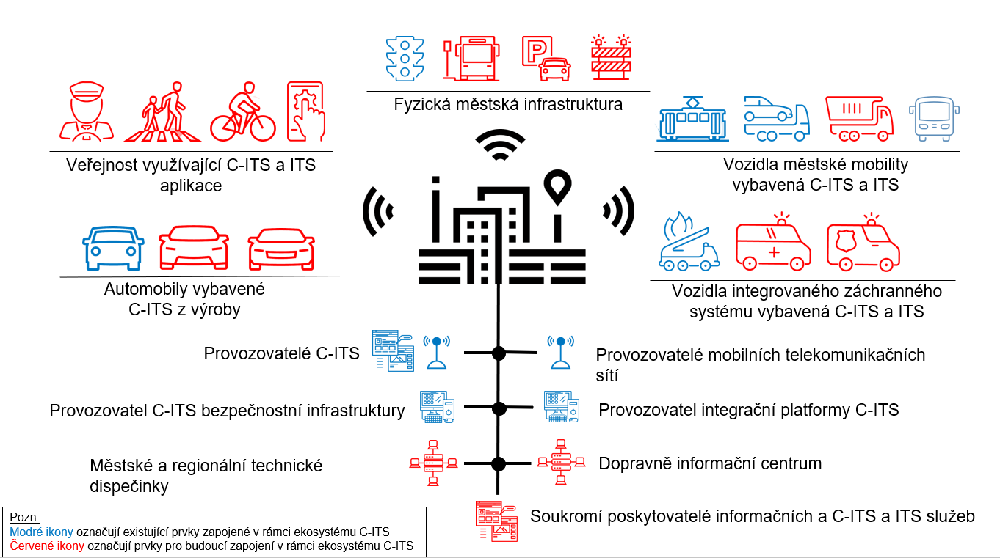 P
Fyzická městská infrastruktura
Veřejnost využívající C-ITS a ITS
aplikace
Vozidla městské mobility
vybavená C-ITS a ITS
Automobily vybavené
C-ITS z výroby
Vozidla integrovaného záchranného
systému vybavená C-ITS a ITS
Provozovatelé C-ITS
Provozovatelé mobilních telekomunikačních
sítí
Provozovatel C-ITS bezpečnostní infrastruktury
Provozovatel integrační platformy C-ITS
Městské a regionální technické
dispečinky
Dopravně informační centrum
Soukromí poskytovatelé informačních a C-ITS a ITS služeb
Pozn:
Modré ikony označují existující prvky zapojené v rámci ekosystému C-ITS
Červené ikony označují prvky pro budoucí zapojení v rámci ekosystému C-ITS